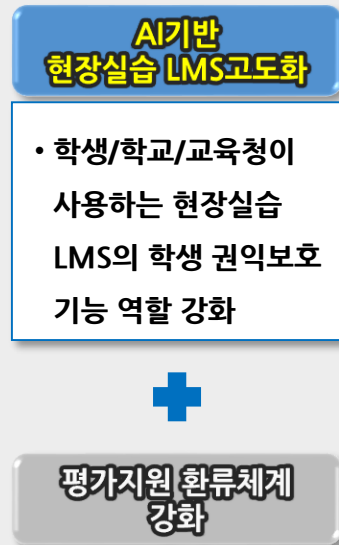 AI기반
현장실습 LMS고도화
• 학생/학교/교육청이
사용하는 현장실습
LMS의 학생 권익보호
기능 역할 강화
평가지원 환류체계
강화